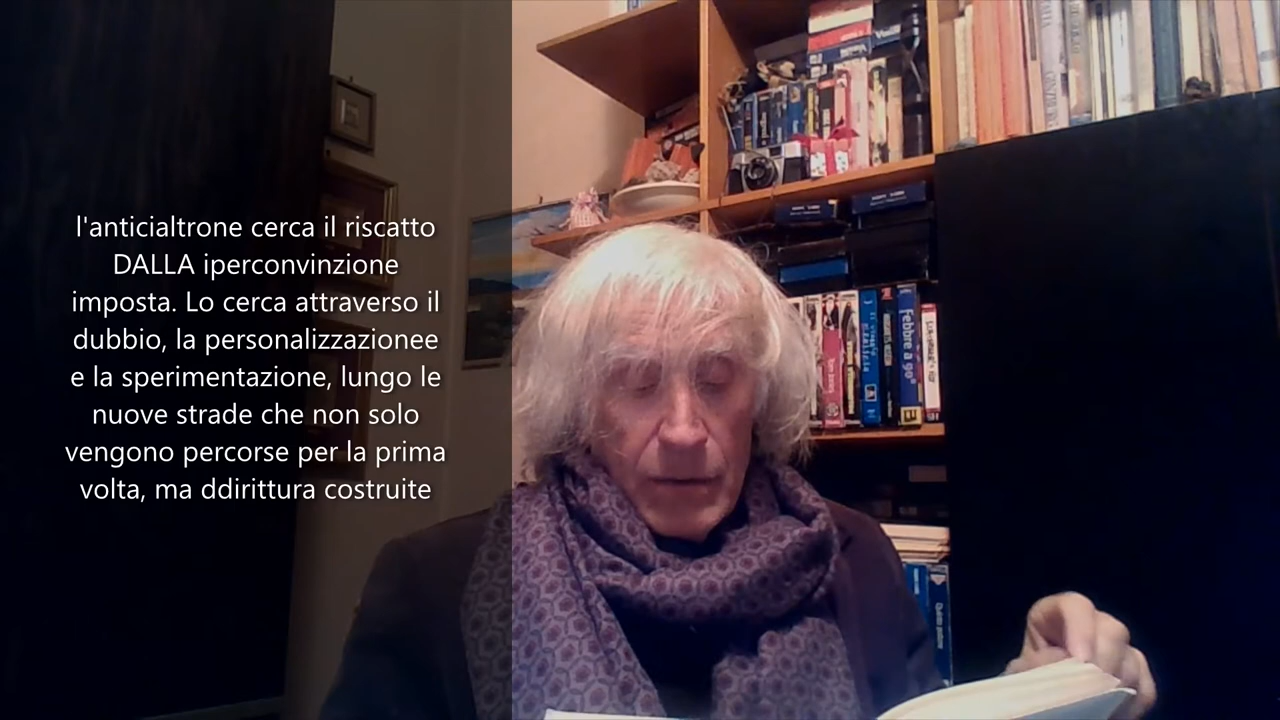 l'anticialtrone cerca il riscatto
DALLA iperconvinzione
imposta. Lo cerca attraverso il
dubbio, la personalizzazionee
e la sperimentazione, lungo le
nuove strade che non solo
vengono percorse per la prima
volta, ma ddirittura costruite
Febbre a 90°